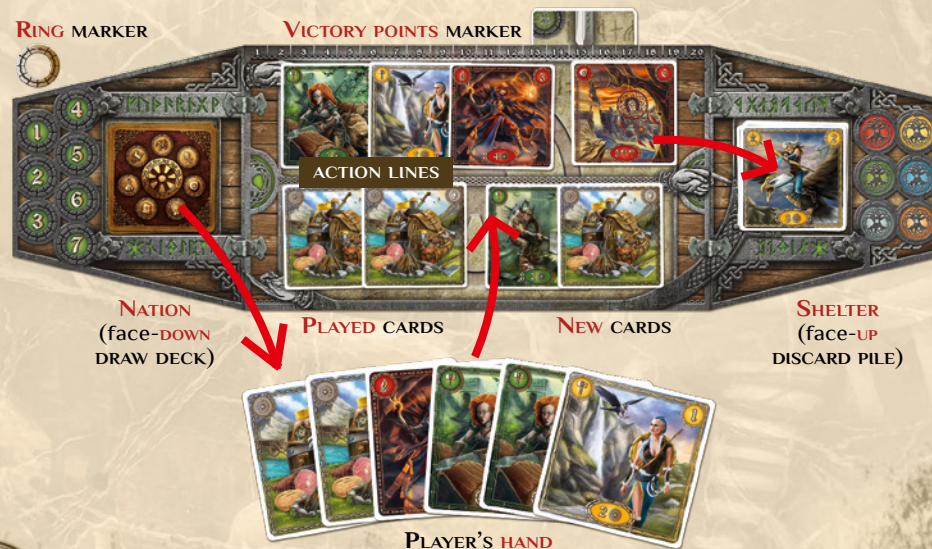 RING MARKER
VICTORY POINTS MARKER
1 2 3 4 5 6 7 8 9 10 11 12 13 14 15 16 17 18 19 20
4
1
5
2
6
3
7
ACTION LINES
NATION
(FACE-DOWN
DRAW DECK)
PLAYED CARDS
NEW CARDS
SHELTER
(FACE-UP
DISCARD PILE)
1
20
PLAYER'S HAND